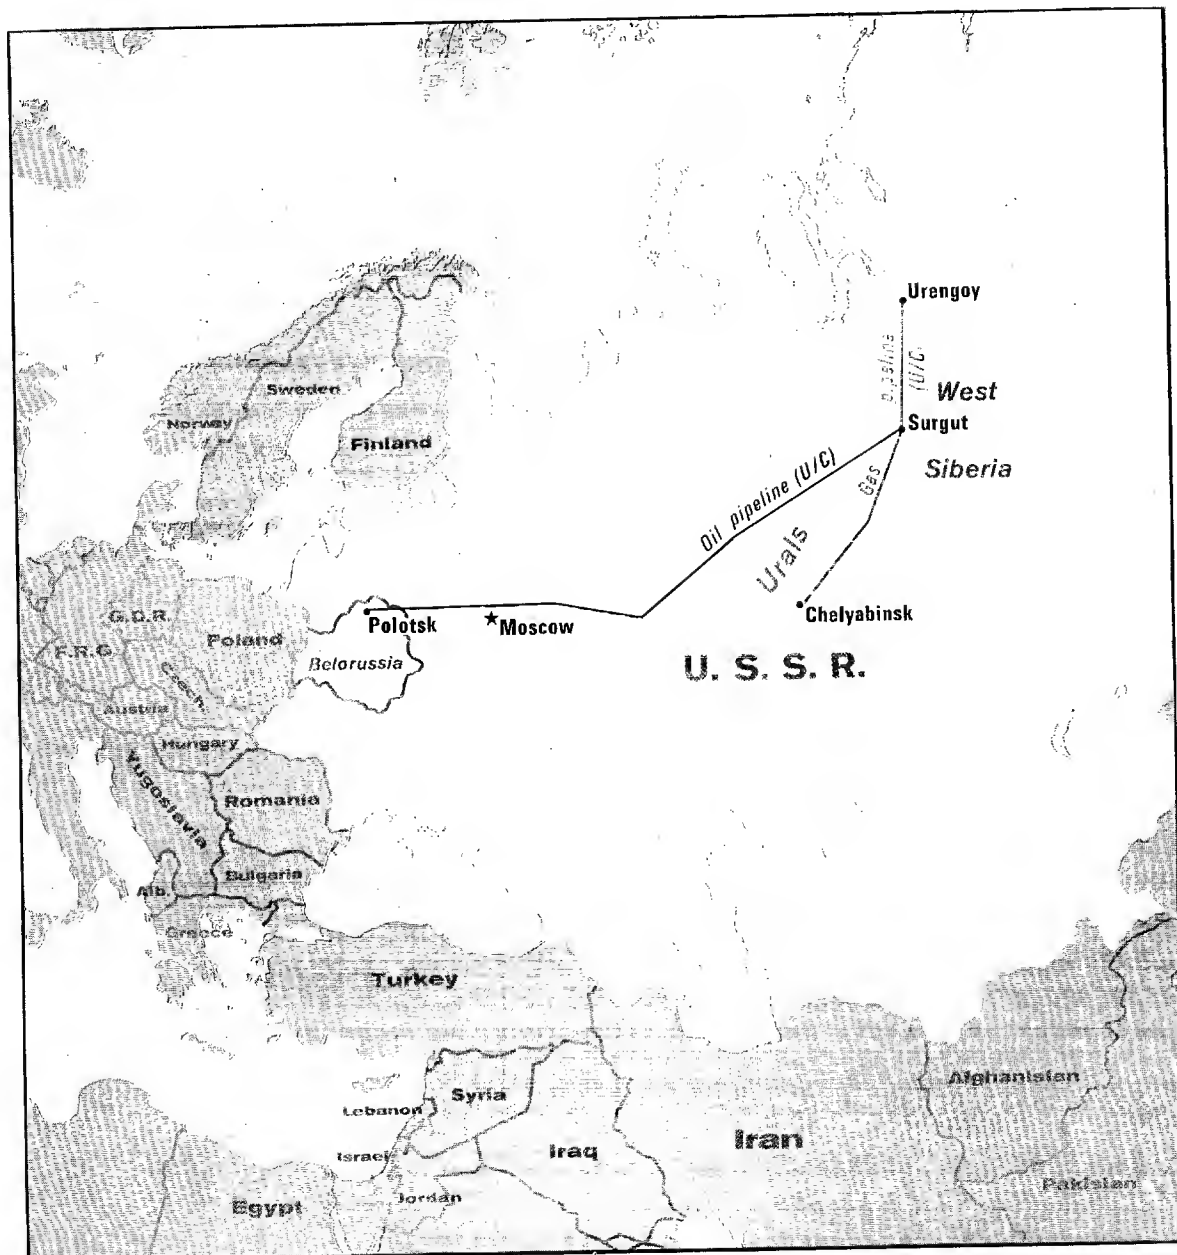 Urengoy
pipeline
(U/C)
West
Surgut
Siberia
Gas
Oil pipeline (U/C)
Urals
Sweden
Norway
Finland
Polotsk
Moscow
Chelyabinsk
G.D.R.
F.R.G.
Poland
Belorussia
Czech.
U. S. S. R.
Austria
Hungary
Yugoslavia
Romania
Bulgaria
Alb.
Greece
Turkey
Syria
Lebanon
Israel
Iraq
Iran
Jordan
Egypt
Afghanistan
Pakistan